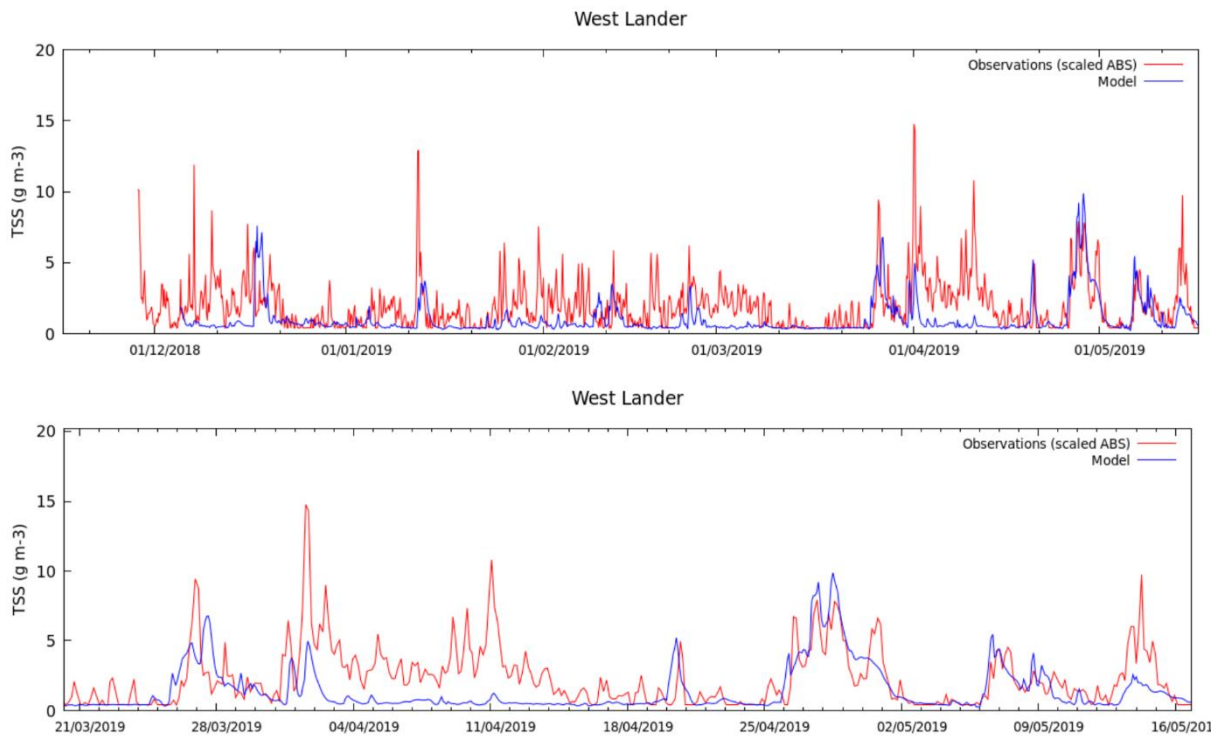 West Lander
20
Observations (scaled ABS)
Model
15
10
5
0
TSS (g m-3)
01/12/2018 01/01/2019 01/02/2019 01/03/2019 01/04/2019 01/05/2019
West Lander
20
Observations (scaled ABS)
Model
15
10
5
0
TSS (g m-3)
21/03/2019 28/03/2019 04/04/2019 11/04/2019 18/04/2019 25/04/2019 02/05/2019 09/05/2019 16/05/201